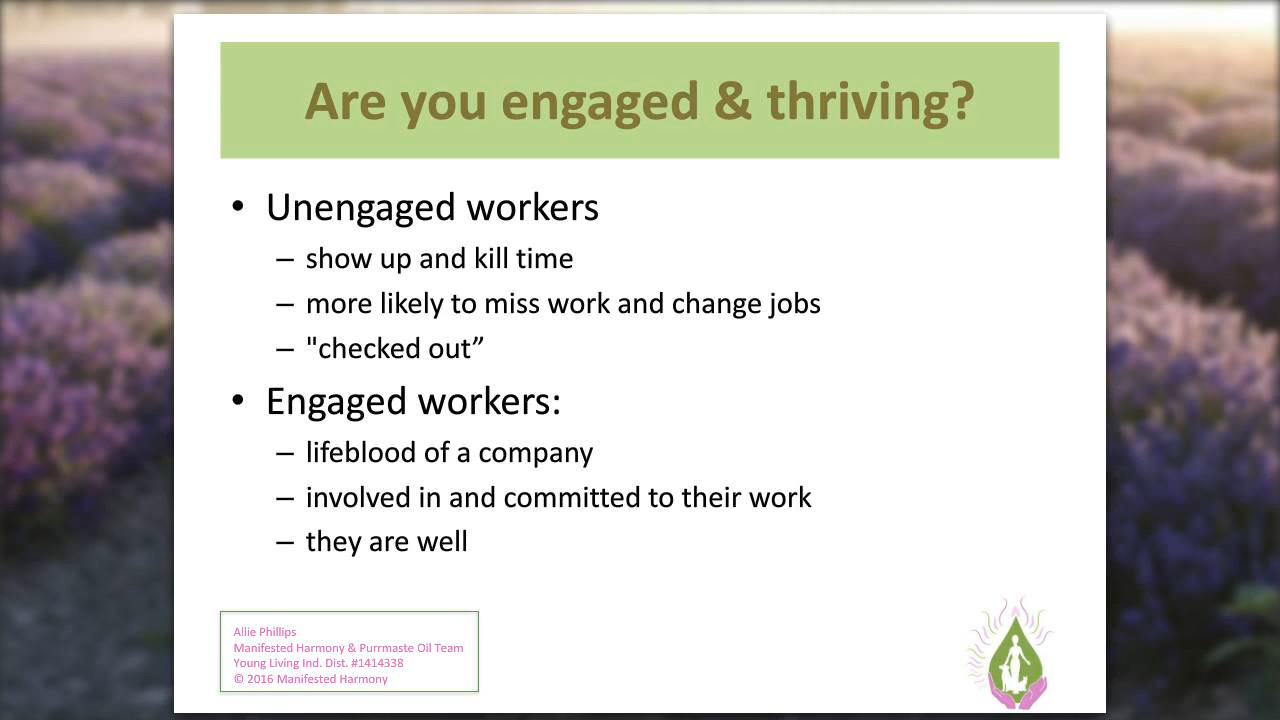 Are you engaged & thriving?
• Unengaged workers
– show up and kill time
– more likely to miss work and change jobs
– "checked out”
• Engaged workers:
– lifeblood of a company
– involved in and committed to their work
– they are well
Allie Phillips
Manifested Harmony & Purrmaste Oil Team
Young Living Ind. Dist. #1414338
© 2016 Manifested Harmony